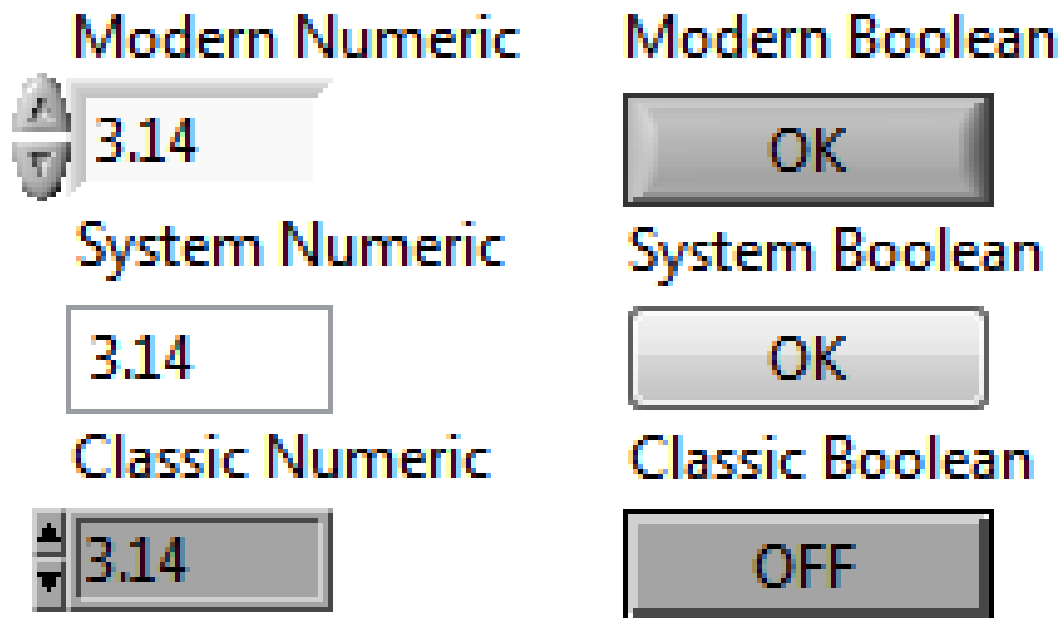 Modern Numeric Modern Boolean
3.14 OK
System Numeric System Boolean
3.14 OK
Classic Numeric Classic Boolean
3.14 OFF